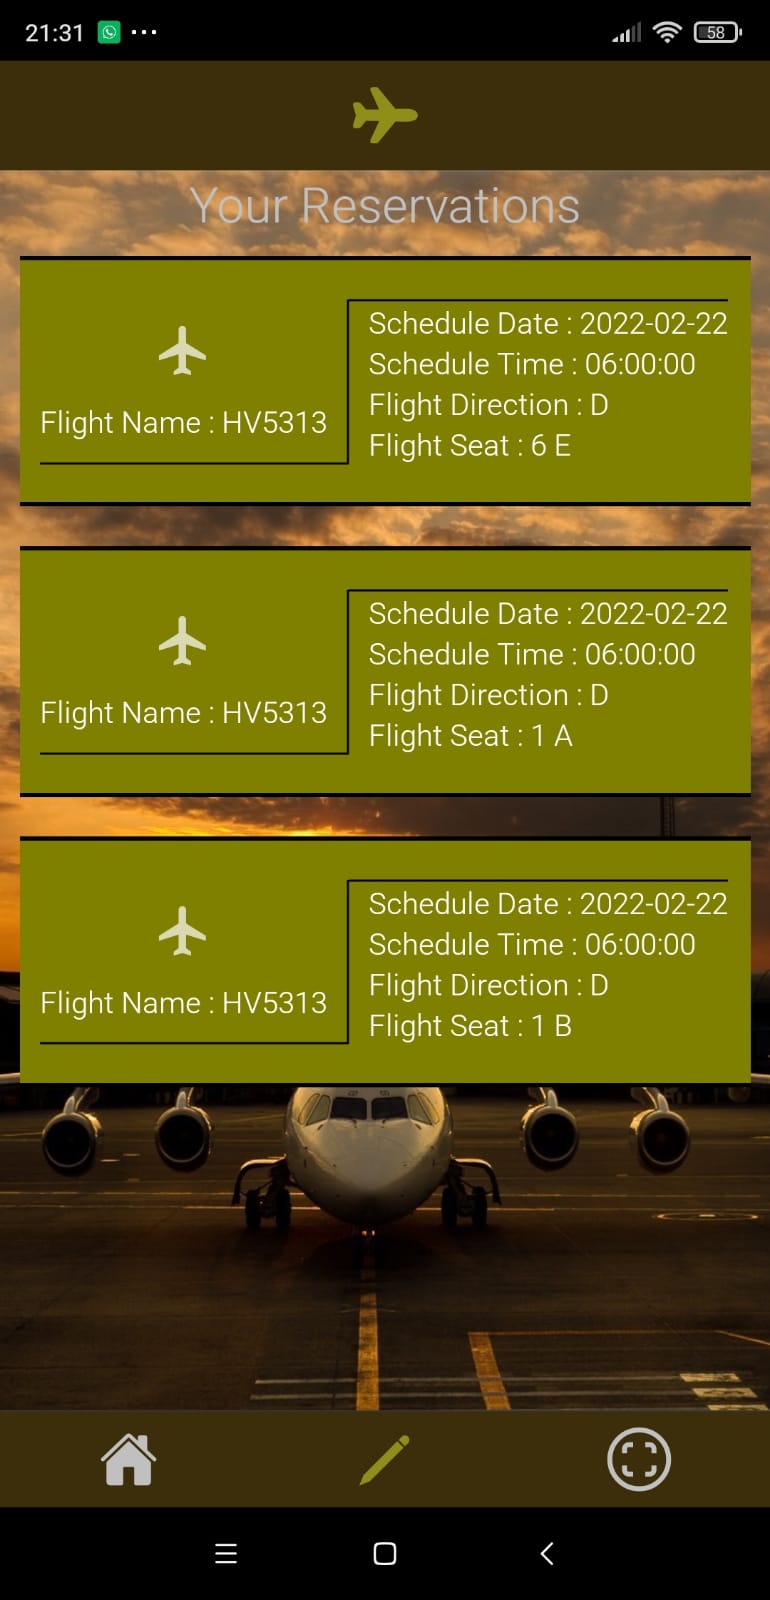 21:31
58
Your Reservations
Flight Name : HV5313
Schedule Date : 2022-02-22
Schedule Time : 06:00:00
Flight Direction : D
Flight Seat : 6 E
Flight Name : HV5313
Schedule Date : 2022-02-22
Schedule Time : 06:00:00
Flight Direction : D
Flight Seat : 1 A
Flight Name : HV5313
Schedule Date : 2022-02-22
Schedule Time : 06:00:00
Flight Direction : D
Flight Seat : 1 B